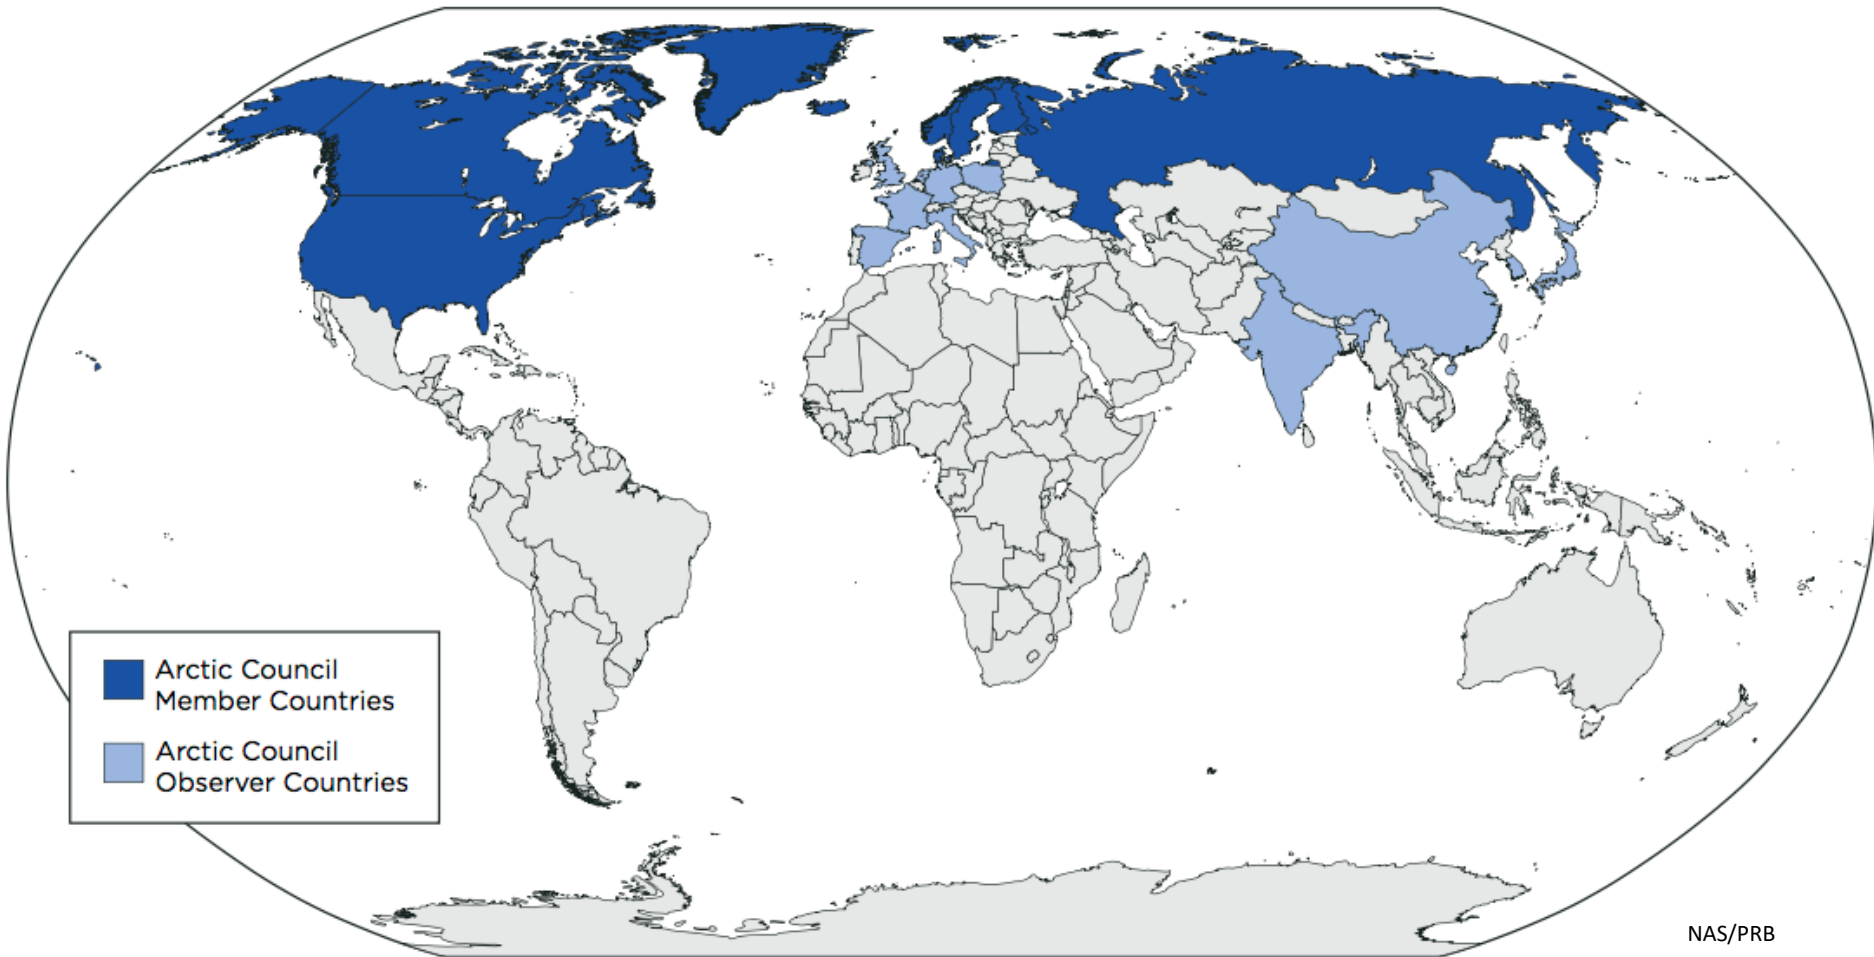 Arctic Council
Member Countries
Arctic Council
Observer Countries
NAS/PRB